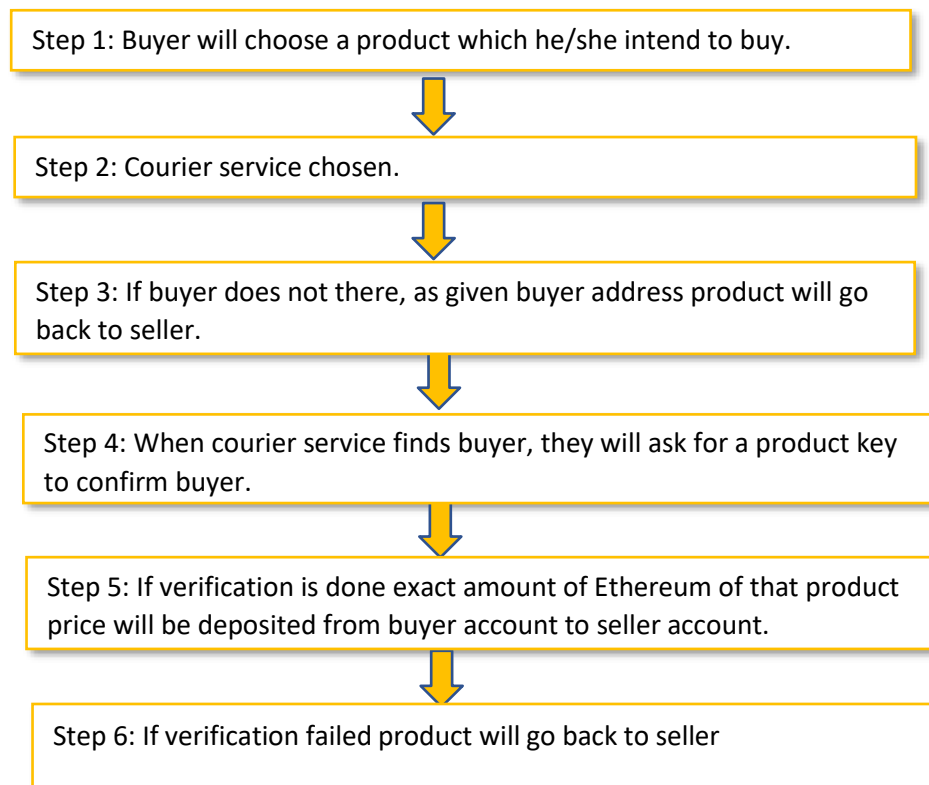 Step 1: Buyer will choose a product which he/she intend to buy.
Step 2: Courier service chosen.
Step 3: If buyer does not there, as given buyer address product will go
back to seller.
Step 4: When courier service finds buyer, they will ask for a product key
to confirm buyer.
Step 5: If verification is done exact amount of Ethereum of that product
price will be deposited from buyer account to seller account.
Step 6: If verification failed product will go back to seller